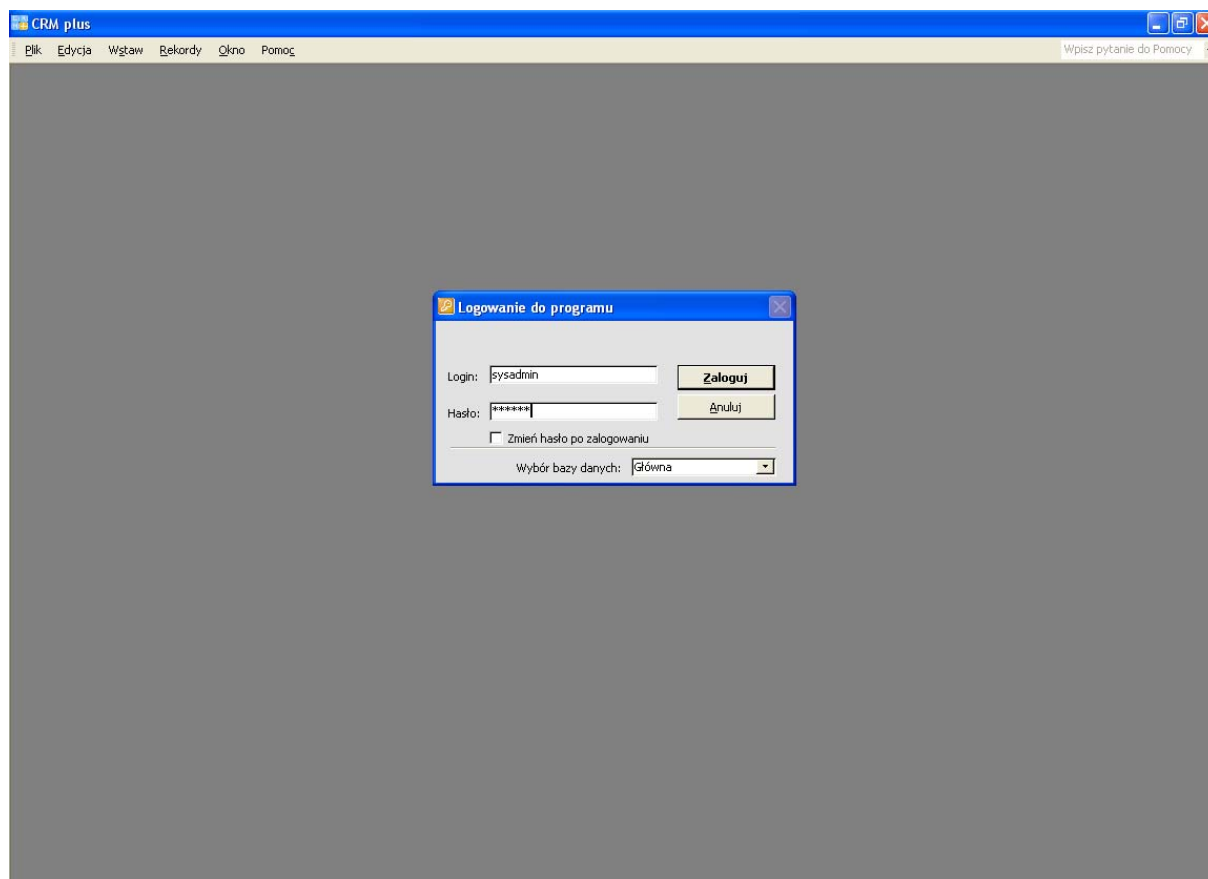 CRM plus
Plik Edycja Wstaw Rekordy Okno Pomoc Wpisz pytanie do Pomocy
Logowanie do programu
Login: sysadmin Zaloguj
Hasło: ****** Anuluj
Zmień hasło po zalogowaniu
Wybór bazy danych: Główna